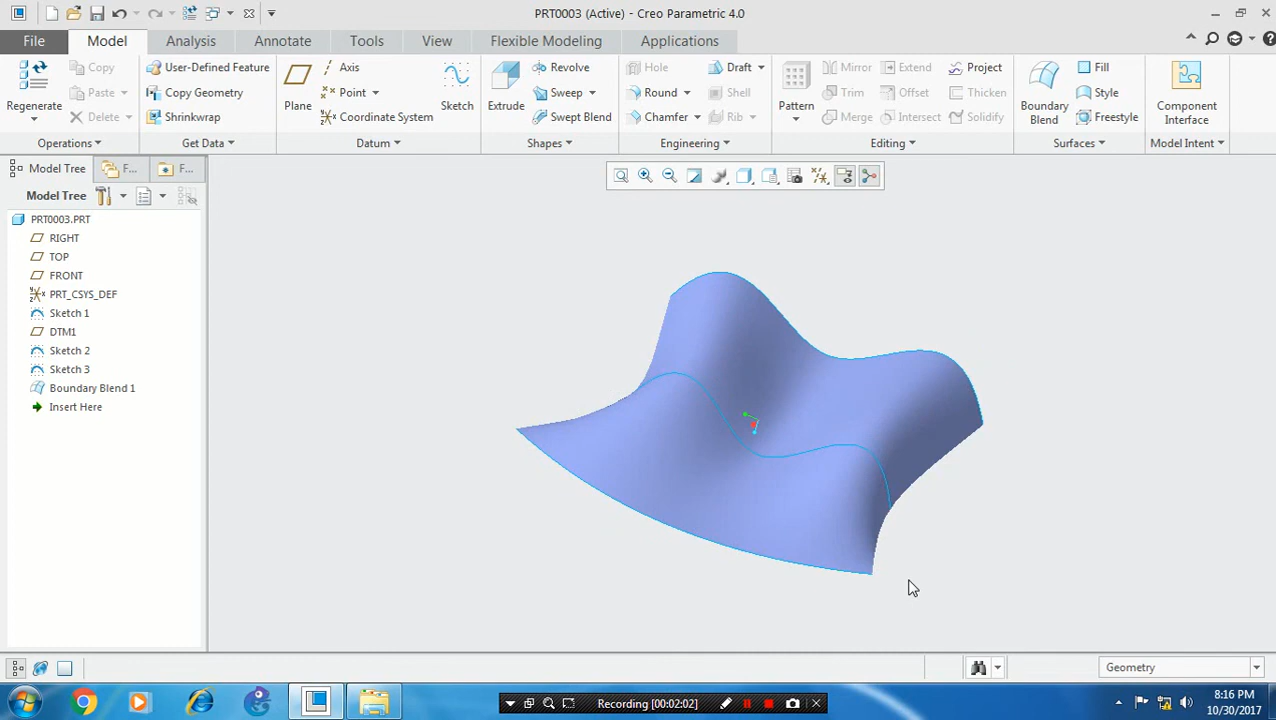 PRT0003 (Active) - Creo Parametric 4.0
File Model Analysis Annotate Tools View Flexible Modeling Applications
Regenerate
Copy
Paste
Delete
Operations
User-Defined Feature
Copy Geometry
Shrinkwrap
Get Data
Plane
Axis
Point
Coordinate System
Sketch
Datum
Extrude
Revolve
Sweep
Swept Blend
Shapes
Hole
Round
Chamfer
Draft
Shell
Rib
Engineering
Pattern
Mirror
Trim
Merge
Extend
Offset
Intersect
Project
Thicken
Solidify
Editing
Boundary
Blend
Fill
Style
Freestyle
Surfaces
Component
Interface
Model Intent
Model Tree F... F...
Model Tree
PRT0003.PRT
RIGHT
TOP
FRONT
PRT_CSYS_DEF
Sketch 1
DTM1
Sketch 2
Sketch 3
Boundary Blend 1
Insert Here
Geometry
Recording [00:02:02]
8:16 PM
10/30/2017